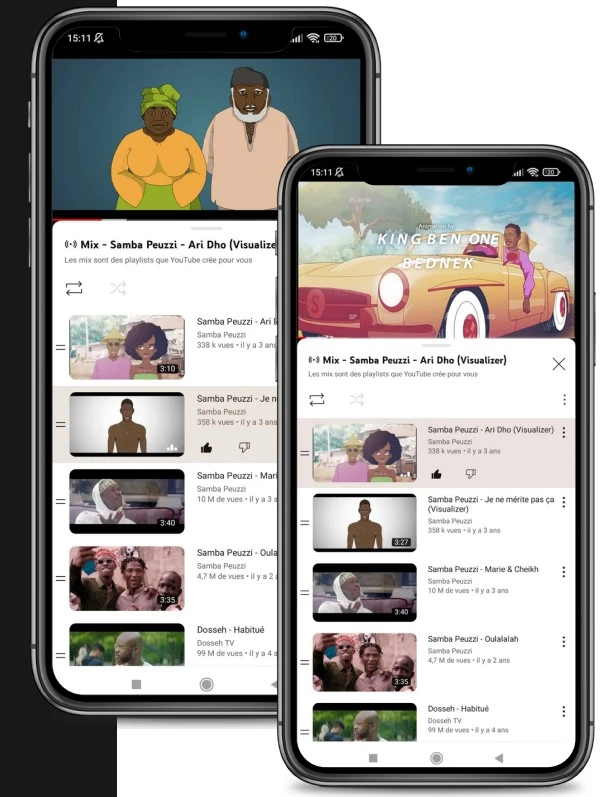 15:11
20
Mix - Samba Peuzzi - Ari Dho (Visualize
Les mix sont des playlists que YouTube crée pour vous
Samba Peuzzi - Ari
Samba Peuzzi
338 k vues • il y a 3 ans
3:10
Samba Peuzzi - Je n
Samba Peuzzi
358 k vues • il y a 3 ans
Samba Peuzzi - Mari
Samba Peuzzi
10 M de vues • il y a 3 a
3:40
Samba Peuzzi - Oula
Samba Peuzzi
4,7 M de vues • il y a 2 a
3:35
Dosseh - Habitué
Dosseh TV
99 M de vues • il y a 4 a
15:11
20
PLAY
Animation by
KING BEN ONE
BEDNEK
SP
Mix - Samba Peuzzi - Ari Dho (Visualizer)
Les mix sont des playlists que YouTube crée pour vous
Samba Peuzzi - Ari Dho (Visualizer)
Samba Peuzzi
338 k vues • il y a 3 ans
Samba Peuzzi - Je ne mérite pas ça
(Visualizer)
Samba Peuzzi
358 k vues • il y a 3 ans
3:27
Samba Peuzzi - Marie & Cheikh
Samba Peuzzi
10 M de vues • il y a 3 ans
3:40
Samba Peuzzi - Oulalalah
Samba Peuzzi
4,7 M de vues • il y a 2 ans
3:35
Dosseh - Habitué
Dosseh TV
99 M de vues • il y a 4 ans